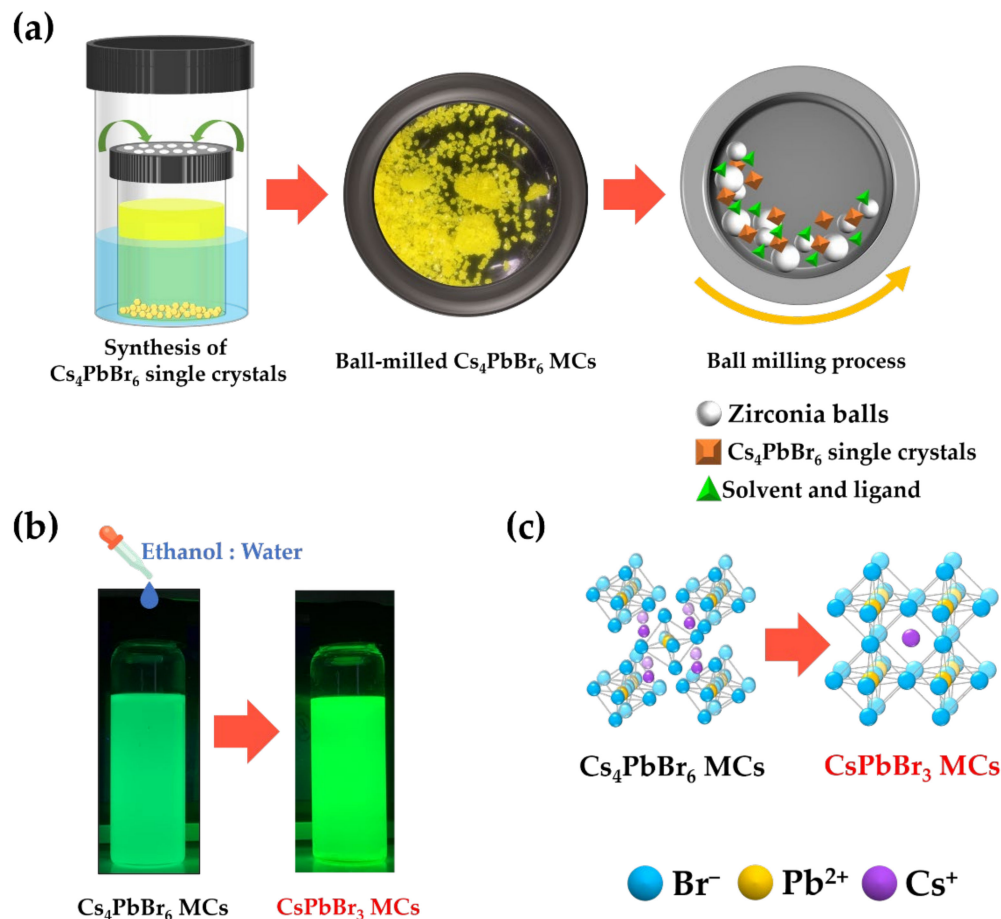 (a)
Synthesis of
Cs₄PbBr₆ single crystals
Ball-milled Cs₄PbBr₆ MCs
Ball milling process
Zirconia balls
Cs₄PbBr₆ single crystals
Solvent and ligand
(b)
Ethanol : Water
Cs₄PbBr₆ MCs
CsPbBr₃ MCs
(c)
Cs₄PbBr₆ MCs
CsPbBr₃ MCs
Br⁻
Pb²⁺
Cs⁺